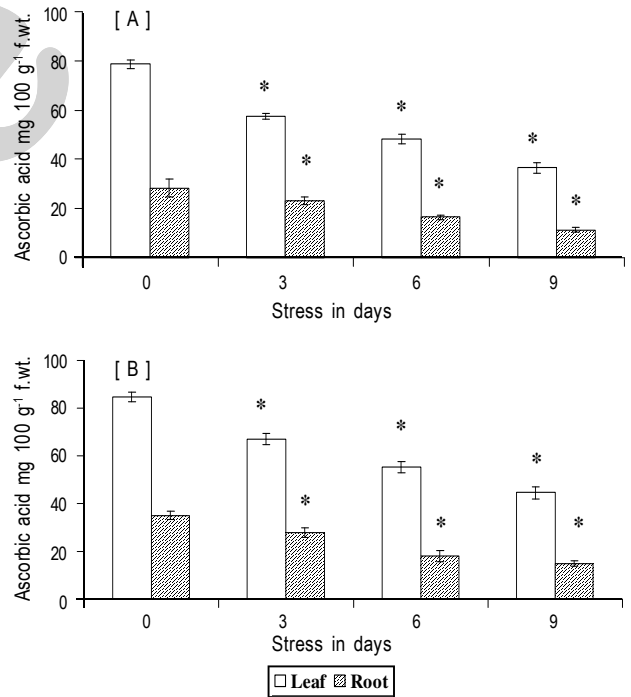 [ A ]
Ascorbic acid mg 100 g⁻¹ f.wt.
100
80
60
40
20
0
* * * * * *
0 3 6 9
Stress in days
[ B ]
Ascorbic acid mg 100 g⁻¹ f.wt.
100
80
60
40
20
0
* * * * * *
0 3 6 9
Stress in days
Leaf Root